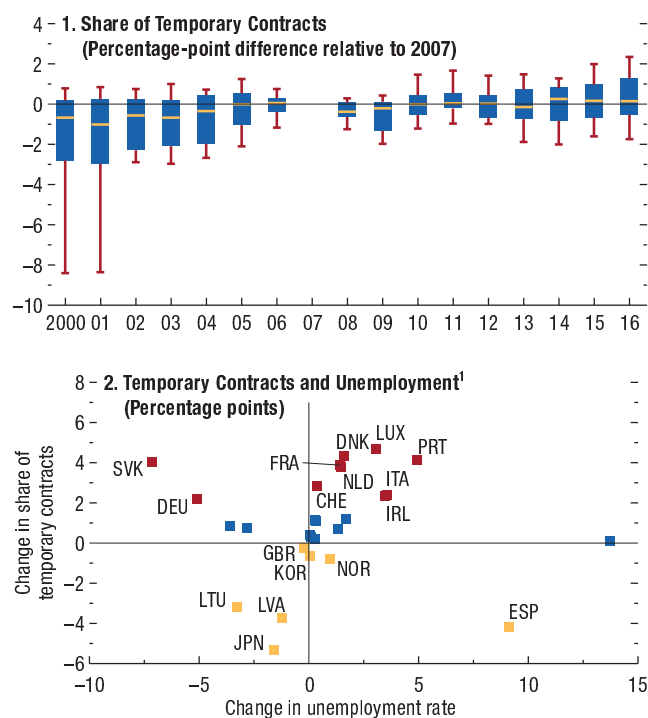 1. Share of Temporary Contracts
(Percentage-point difference relative to 2007)
4
2
0
−2
−4
−6
−8
−10
2000 01 02 03 04 05 06 07 08 09 10 11 12 13 14 15 16
2. Temporary Contracts and Unemployment¹
(Percentage points)
Change in share of
temporary contracts
8
6
4
2
0
−2
−4
−6
SVK
DEU
FRA
DNK
LUX
PRT
NLD
ITA
CHE
IRL
GBR
KOR
NOR
LTU
LVA
ESP
JPN
−10 −5 0 5 10 15
Change in unemployment rate